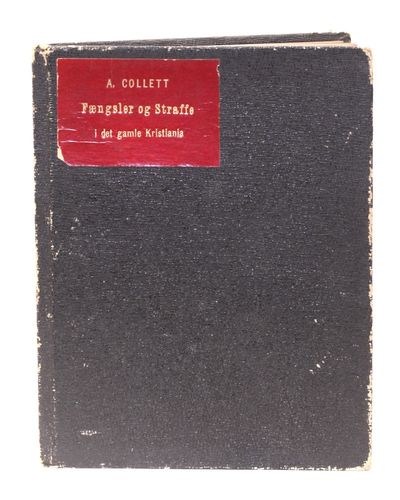 A. COLLETT
Fængsler og Straffe
i det gamle Kristiania